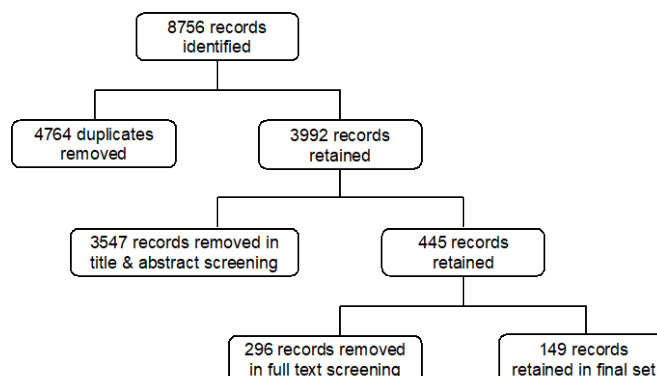 8756 records
identified
4764 duplicates
removed
3992 records
retained
3547 records removed in
title & abstract screening
445 records
retained
296 records removed
in full text screening
149 records
retained in final set